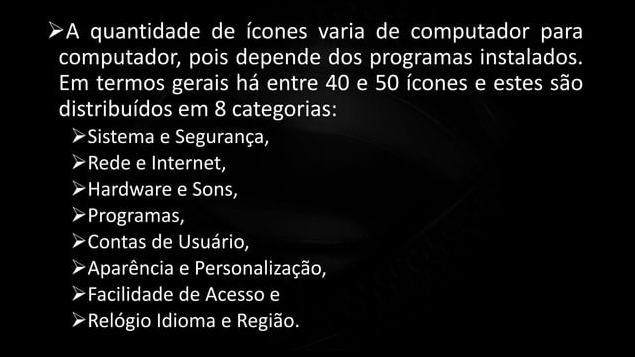 ➢A quantidade de ícones varia de computador para
computador, pois depende dos programas instalados.
Em termos gerais há entre 40 e 50 ícones e estes são
distribuídos em 8 categorias:
➢Sistema e Segurança,
➢Rede e Internet,
➢Hardware e Sons,
➢Programas,
➢Contas de Usuário,
➢Aparência e Personalização,
➢Facilidade de Acesso e
➢Relógio Idioma e Região.